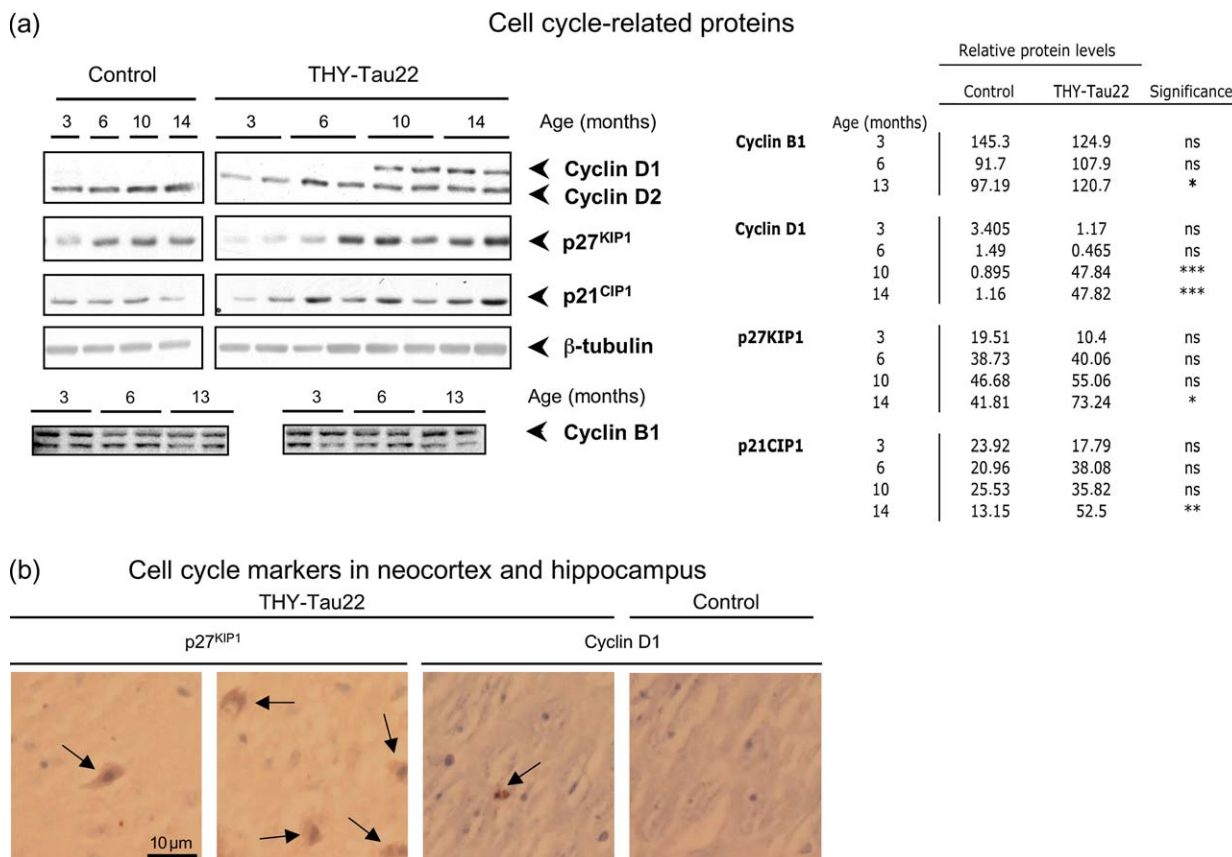 (a) Cell cycle-related proteins
Control THY-Tau22
3 6 10 14 3 6 10 14 Age (months)
Cyclin D1
Cyclin D2
p27KIP1
p21CIP1
β-tubulin
3 6 13 3 6 13 Age (months)
Cyclin B1
Relative protein levels
Control THY-Tau22 Significance
Age (months)
Cyclin B1 3 145.3 124.9 ns
6 91.7 107.9 ns
13 97.19 120.7 *
Cyclin D1 3 3.405 1.17 ns
6 1.49 0.465 ns
10 0.895 47.84 ***
14 1.16 47.82 ***
p27KIP1 3 19.51 10.4 ns
6 38.73 40.06 ns
10 46.68 55.06 ns
14 41.81 73.24 *
p21CIP1 3 23.92 17.79 ns
6 20.96 38.08 ns
10 25.53 35.82 ns
14 13.15 52.5 **
(b) Cell cycle markers in neocortex and hippocampus
THY-Tau22 Control
p27KIP1 Cyclin D1
10 µm